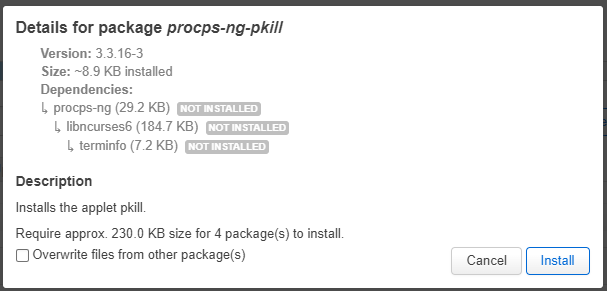 Details for package procps-ng-pkill
Version: 3.3.16-3
Size: ~8.9 KB installed
Dependencies:
↳ procps-ng (29.2 KB) NOT INSTALLED
↳ libncurses6 (184.7 KB) NOT INSTALLED
↳ terminfo (7.2 KB) NOT INSTALLED
Description
Installs the applet pkill.
Require approx. 230.0 KB size for 4 package(s) to install.
Overwrite files from other package(s)
Cancel Install